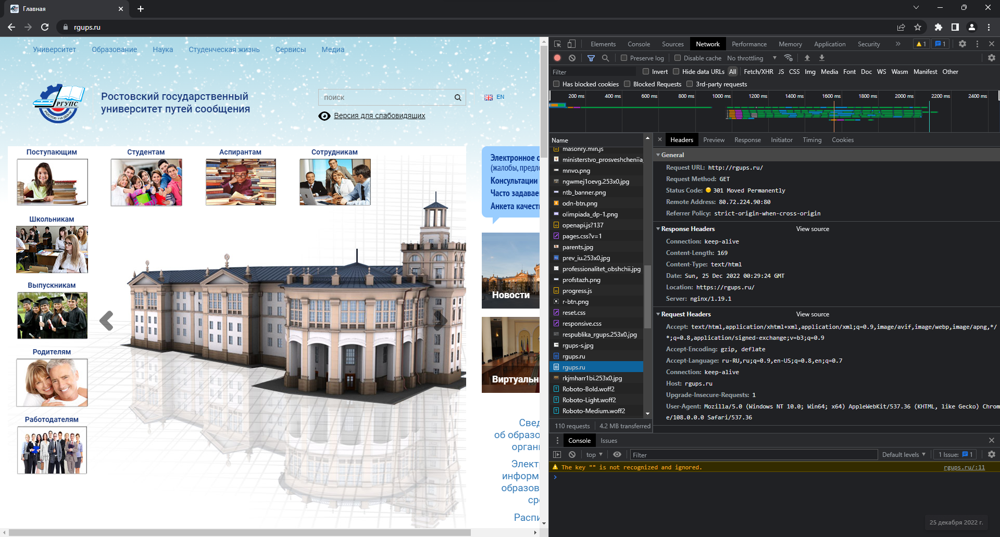 Главная
rgups.ru
Университет Образование Наука Студенческая жизнь Сервисы Медиа
РГУПС
РОСТОВ-НА-ДОНУ
Ростовский государственный
университет путей сообщения
поиск
EN
Версия для слабовидящих
Поступающим Студентам Аспирантам Сотрудникам
Школьникам
Выпускникам
Родителям
Работодателям
Электронное о
(жалобы, предло
Консультации
Часто задавае
Анкета качест
Новости
Виртуальн
Свед
об образо
органи
Элект
информ
образов
сре
Распи
Elements Console Sources Network Performance Memory Application Security 1 1
Preserve log Disable cache No throttling
Filter Invert Hide data URLs All Fetch/XHR JS CSS Img Media Font Doc WS Wasm Manifest Other
Has blocked cookies Blocked Requests 3rd-party requests
200 ms 400 ms 600 ms 800 ms 1000 ms 1200 ms 1400 ms 1600 ms 1800 ms 2000 ms 2200 ms 2400 ms
Name
masonry.min.js
ministerstvo_prosveshcheniia
mnvo.png
ngwmej1oevg.253x0.jpg
ntb_banner.png
odn-btn.png
olimpiada_dp-1.png
openapi.js?137
pages.css?v=1
parents.jpg
prev_iu.253x0.jpg
professionalitet_obshchii.jpg
profstazh.png
progress.js
r-btn.png
reset.css
responsive.css
respublika_rgups.253x0.jpg
rgups-s.jpg
rgups.ru
rgups.ru
rkjmharr1bi.253x0.jpg
Roboto-Bold.woff2
Roboto-Light.woff2
Roboto-Medium.woff2
110 requests 4.2 MB transferred
Headers Preview Response Initiator Timing Cookies
General
Request URL: http://rgups.ru/
Request Method: GET
Status Code: 301 Moved Permanently
Remote Address: 80.72.224.90:80
Referrer Policy: strict-origin-when-cross-origin
Response Headers View source
Connection: keep-alive
Content-Length: 169
Content-Type: text/html
Date: Sun, 25 Dec 2022 00:29:24 GMT
Location: https://rgups.ru/
Server: nginx/1.19.1
Request Headers View source
Accept: text/html,application/xhtml+xml,application/xml;q=0.9,image/avif,image/webp,image/apng,*/
*;q=0.8,application/signed-exchange;v=b3;q=0.9
Accept-Encoding: gzip, deflate
Accept-Language: ru-RU,ru;q=0.9,en-US;q=0.8,en;q=0.7
Connection: keep-alive
Host: rgups.ru
Upgrade-Insecure-Requests: 1
User-Agent: Mozilla/5.0 (Windows NT 10.0; Win64; x64) AppleWebKit/537.36 (KHTML, like Gecko) Chrom
e/108.0.0.0 Safari/537.36
Console Issues
top Filter Default levels 1 Issue: 1
The key "" is not recognized and ignored. rgups.ru/:11
25 декабря 2022 г.